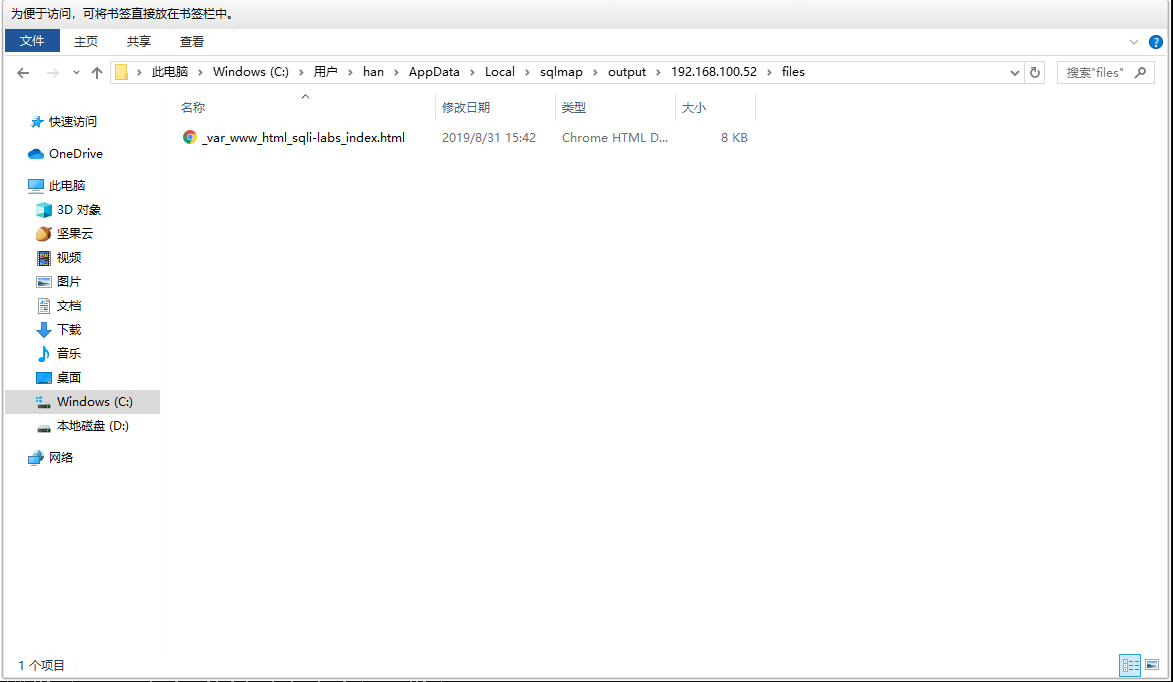 为便于访问，可将书签直接放在书签栏中。
文件 主页 共享 查看
此电脑 Windows (C:) 用户 han AppData Local sqlmap output 192.168.100.52 files 搜索"files"
名称 修改日期 类型 大小
_var_www_html_sqli-labs_index.html 2019/8/31 15:42 Chrome HTML D... 8 KB
快速访问
OneDrive
此电脑
3D 对象
坚果云
视频
图片
文档
下载
音乐
桌面
Windows (C:)
本地磁盘 (D:)
网络
1 个项目